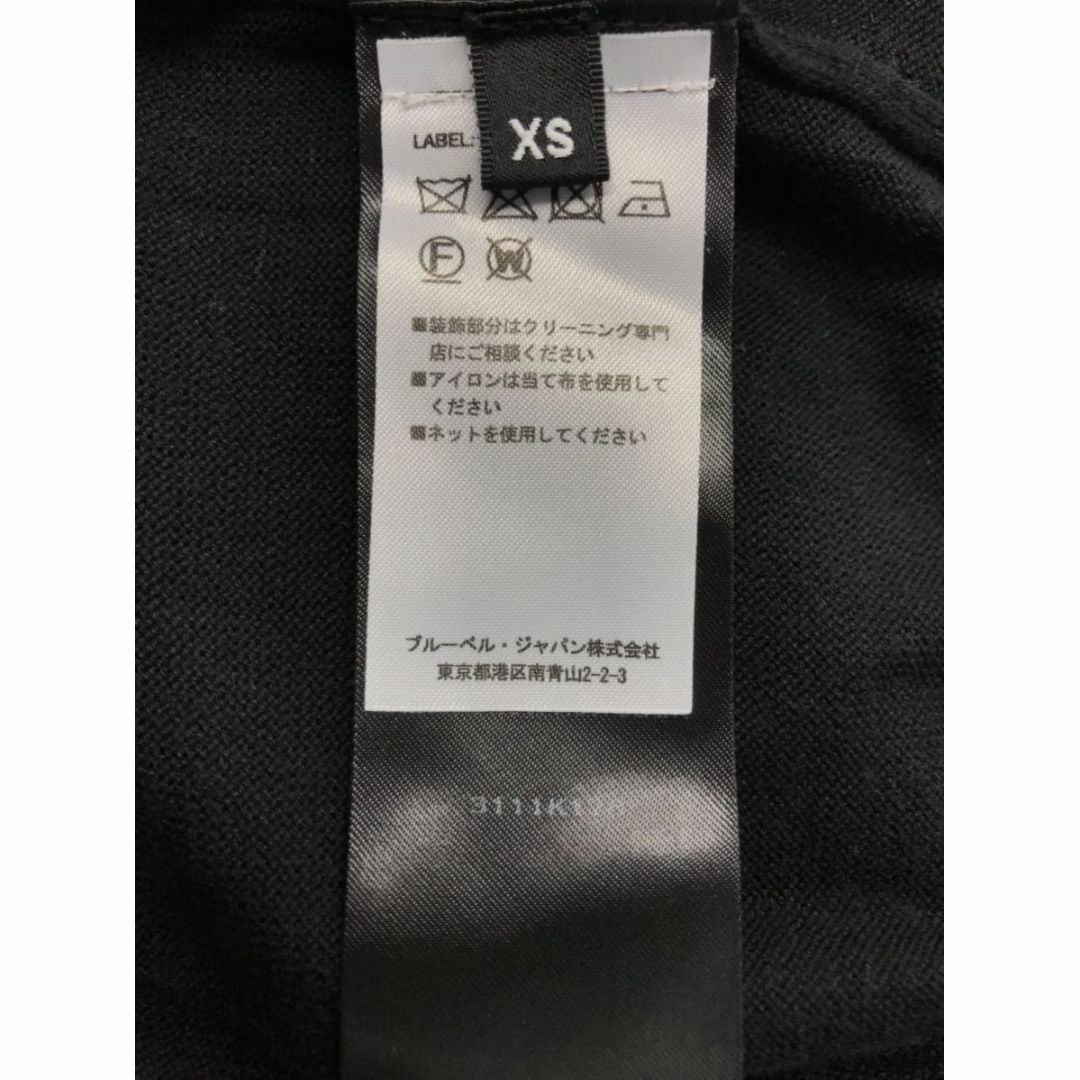 XS
LABEL:
F W
■装飾部分はクリーニング専門
店にご相談ください
■アイロンは当て布を使用して
ください
■ネットを使用してください
ブルーベル・ジャパン株式会社
東京都港区南青山2-2-3